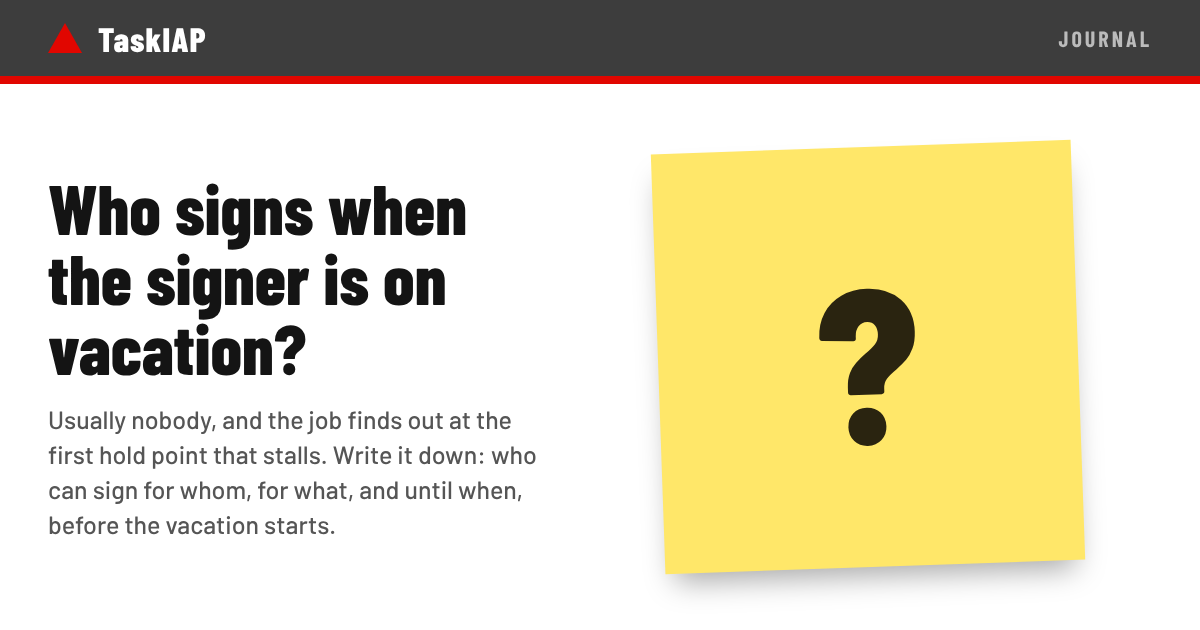 TaskIAP
JOURNAL
Who signs when
the signer is on
vacation?
Usually nobody, and the job finds out at the
first hold point that stalls. Write it down: who
can sign for whom, for what, and until when,
before the vacation starts.
?